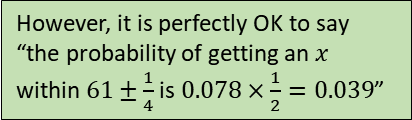 However, it is perfectly OK to say
“the probability of getting an x
within 61 ± 1/4 is 0.078 × 1/2 = 0.039”